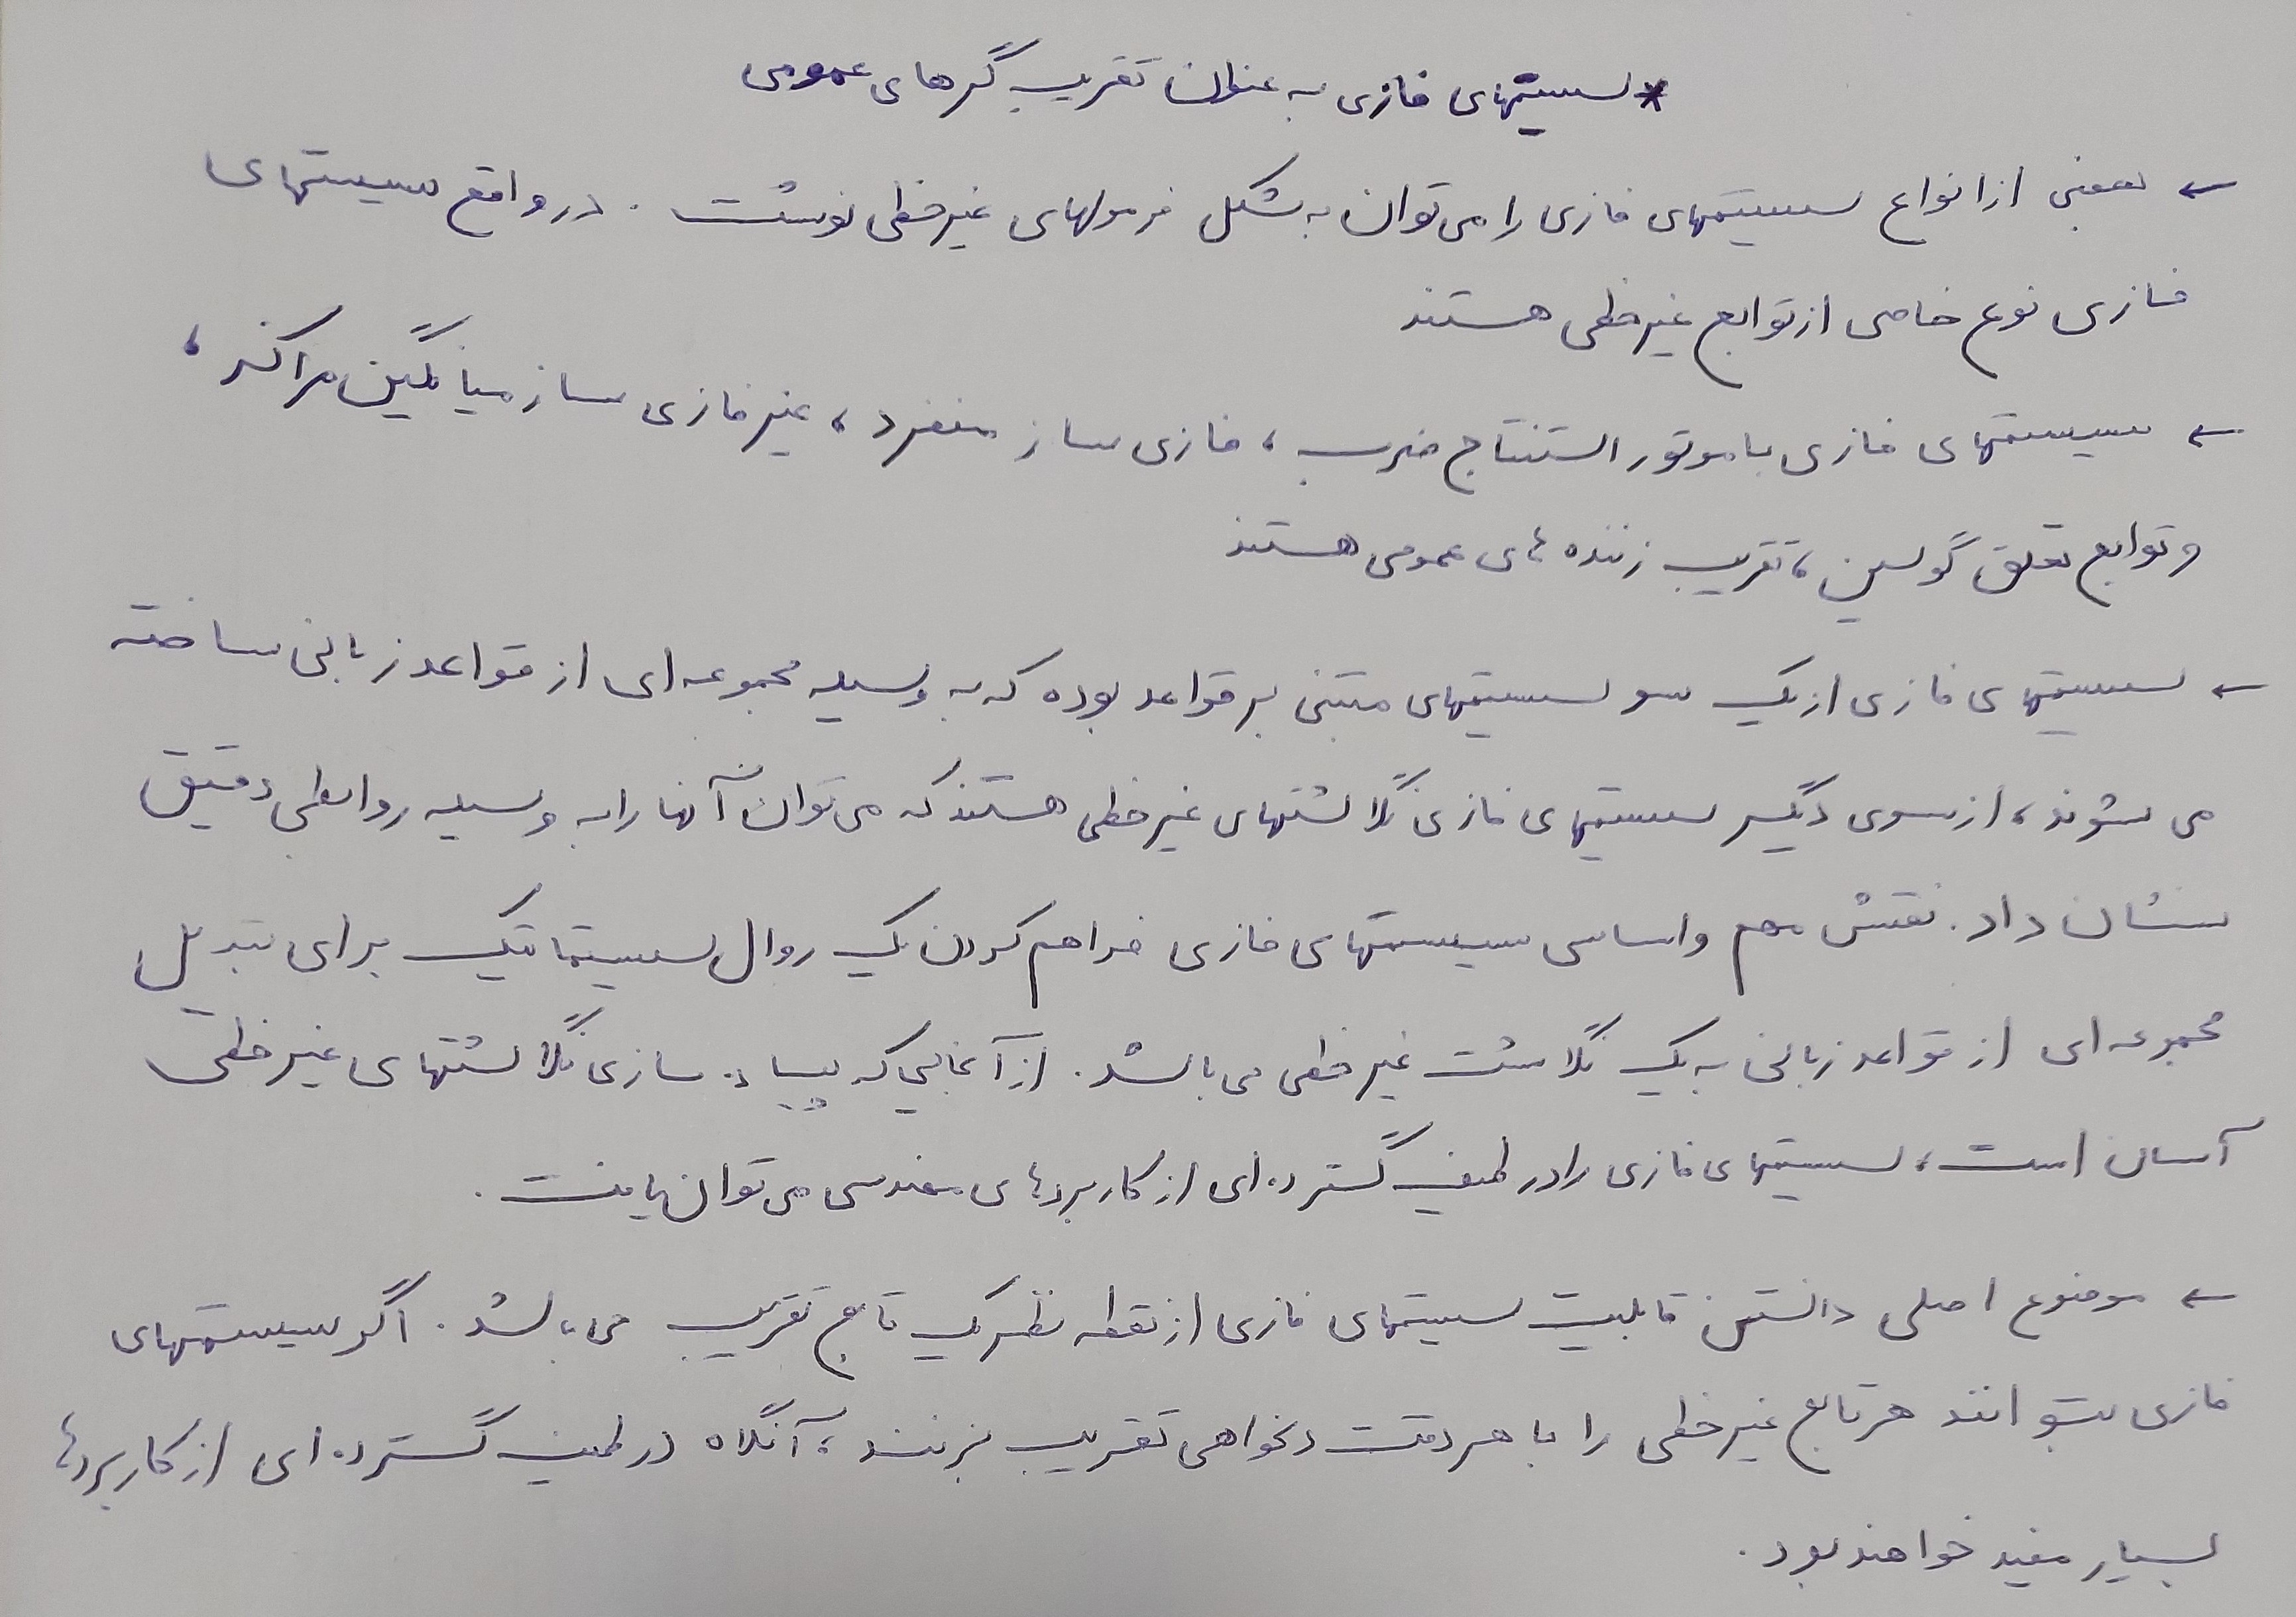 * سیستمهای فازی به عنوان تقریب گرهای عمومی
← بعضی از انواع سیستمهای فازی را می توان به شکل فرمولهای غیرخطی نوشت . در واقع سیستمهای
فازی نوع خاصی از توابع غیرخطی هستند
← سیستمهای فازی با موتور استنتاج ضرب ، فازی ساز منفرد ، غیرفازی ساز میانگین مراکز ،
و توابع تعلق گوسین ، تقریب زننده های عمومی هستند
← سیستمهای فازی از یک سو سیستمهای مبتنی بر قواعد بوده که به وسیله مجموعه ای از قواعد زبانی ساخته
می شوند ، از سوی دیگر سیستمهای فازی نگاشتهای غیرخطی هستند که می توان آنها را به وسیله روابطی دقیق
نشان داد . نقش مهم و اساسی سیستمهای فازی فراهم کردن یک روال سیستماتیک برای تبدیل
مجموعه ای از قواعد زبانی به یک نگاشت غیرخطی می باشد . از آنجایی که پیاده سازی نگاشتهای غیرخطی
آسان است ، سیستمهای فازی را در طیف گسترده ای از کاربردهای مهندسی می توان یافت .
← موضوع اصلی دانستن قابلیت سیستمهای فازی از نقطه نظر یک تابع تقریب می باشد . اگر سیستمهای
فازی بتوانند هر تابع غیرخطی را با هر دقت دلخواهی تقریب بزنند ، آنگاه در طیف گسترده ای از کاربردها
بسیار مفید خواهند بود .